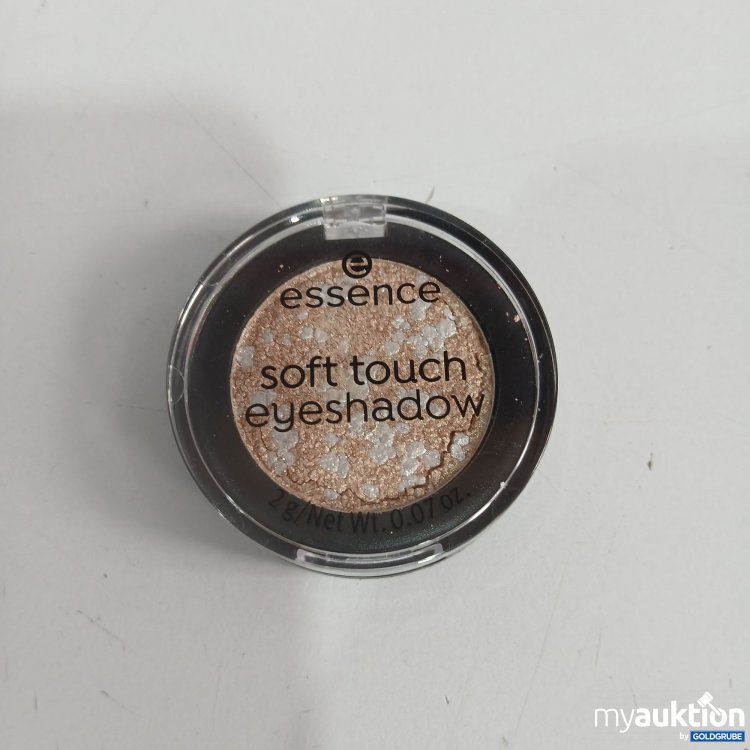 e
essence
soft touch
eyeshadow
2 g/Net Wt. 0.07 oz.
myauktion
by GOLDGRUBE